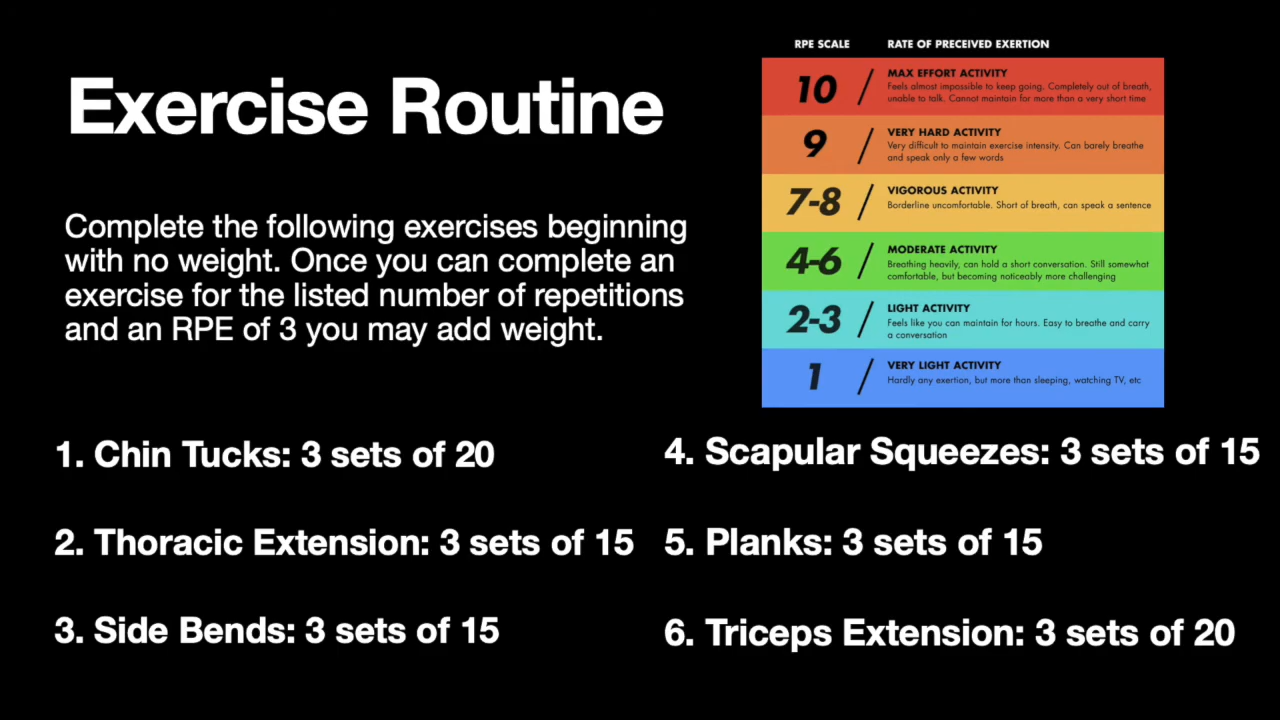 Exercise Routine
Complete the following exercises beginning
with no weight. Once you can complete an
exercise for the listed number of repetitions
and an RPE of 3 you may add weight.
RPE SCALE RATE OF PRECEIVED EXERTION
10 / MAX EFFORT ACTIVITY
Feels almost impossible to keep going. Completely out of breath,
unable to talk. Cannot maintain for more than a very short time
9 / VERY HARD ACTIVITY
Very difficult to maintain exercise intensity. Can barely breathe
and speak only a few words
7-8 / VIGOROUS ACTIVITY
Borderline uncomfortable. Short of breath, can speak a sentence
4-6 / MODERATE ACTIVITY
Breathing heavily, can hold a short conversation. Still somewhat
comfortable, but becoming noticeably more challenging
2-3 / LIGHT ACTIVITY
Feels like you can maintain for hours. Easy to breathe and carry
a conversation
1 / VERY LIGHT ACTIVITY
Hardly any exertion, but more than sleeping, watching TV, etc
1. Chin Tucks: 3 sets of 20
2. Thoracic Extension: 3 sets of 15
3. Side Bends: 3 sets of 15
4. Scapular Squeezes: 3 sets of 15
5. Planks: 3 sets of 15
6. Triceps Extension: 3 sets of 20